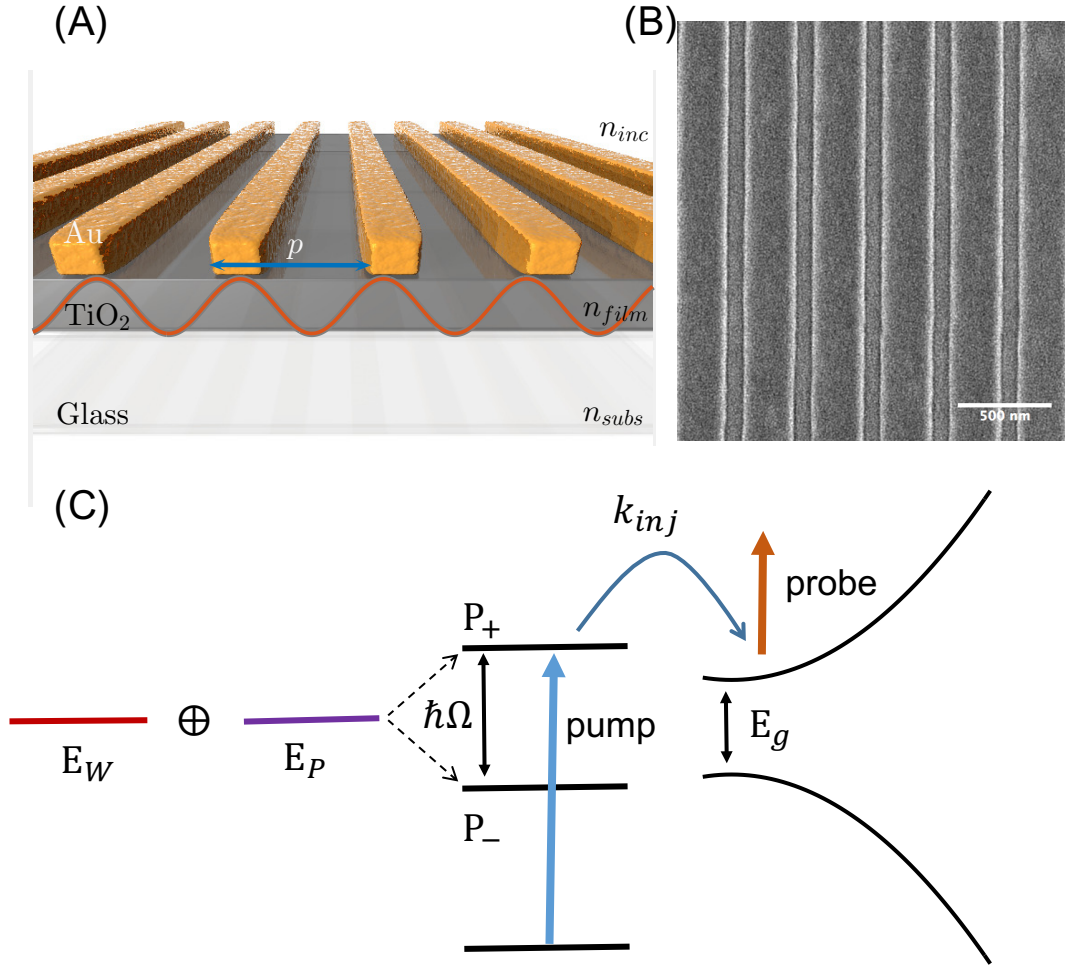 (A)
n_inc
Au
p
TiO₂
n_film
Glass
n_subs
(B)
500 nm
(C)
k_inj
probe
P₊
ħΩ
pump
E_g
E_W
⊕
E_P
P₋